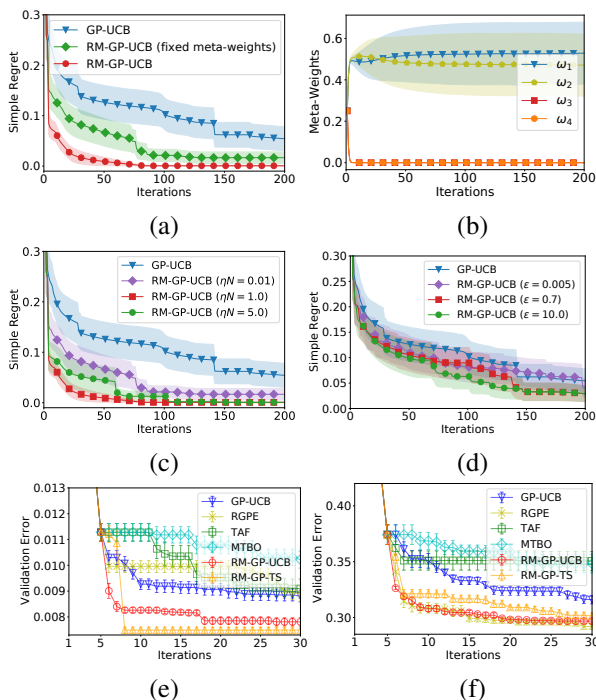 0.3
0.2
0.1
0.0
Simple Regret
GP-UCB
RM-GP-UCB (fixed meta-weights)
RM-GP-UCB
0 50 100 150 200
Iterations
(a)
0.6
0.4
0.2
0.0
Meta-Weights
ω1
ω2
ω3
ω4
0 50 100 150 200
Iterations
(b)
0.3
0.2
0.1
0.0
Simple Regret
GP-UCB
RM-GP-UCB (ηN = 0.01)
RM-GP-UCB (ηN = 1.0)
RM-GP-UCB (ηN = 5.0)
0 50 100 150 200
Iterations
(c)
0.30
0.25
0.20
0.15
0.10
0.05
0.00
Simple Regret
GP-UCB
RM-GP-UCB (ε = 0.005)
RM-GP-UCB (ε = 0.7)
RM-GP-UCB (ε = 10.0)
0 50 100 150 200
Iterations
(d)
0.013
0.012
0.011
0.010
0.009
0.008
Validation Error
GP-UCB
RGPE
TAF
MTBO
RM-GP-UCB
RM-GP-TS
1 5 10 15 20 25 30
Iterations
(e)
0.40
0.35
0.30
Validation Error
GP-UCB
RGPE
TAF
MTBO
RM-GP-UCB
RM-GP-TS
1 5 10 15 20 25 30
Iterations
(f)